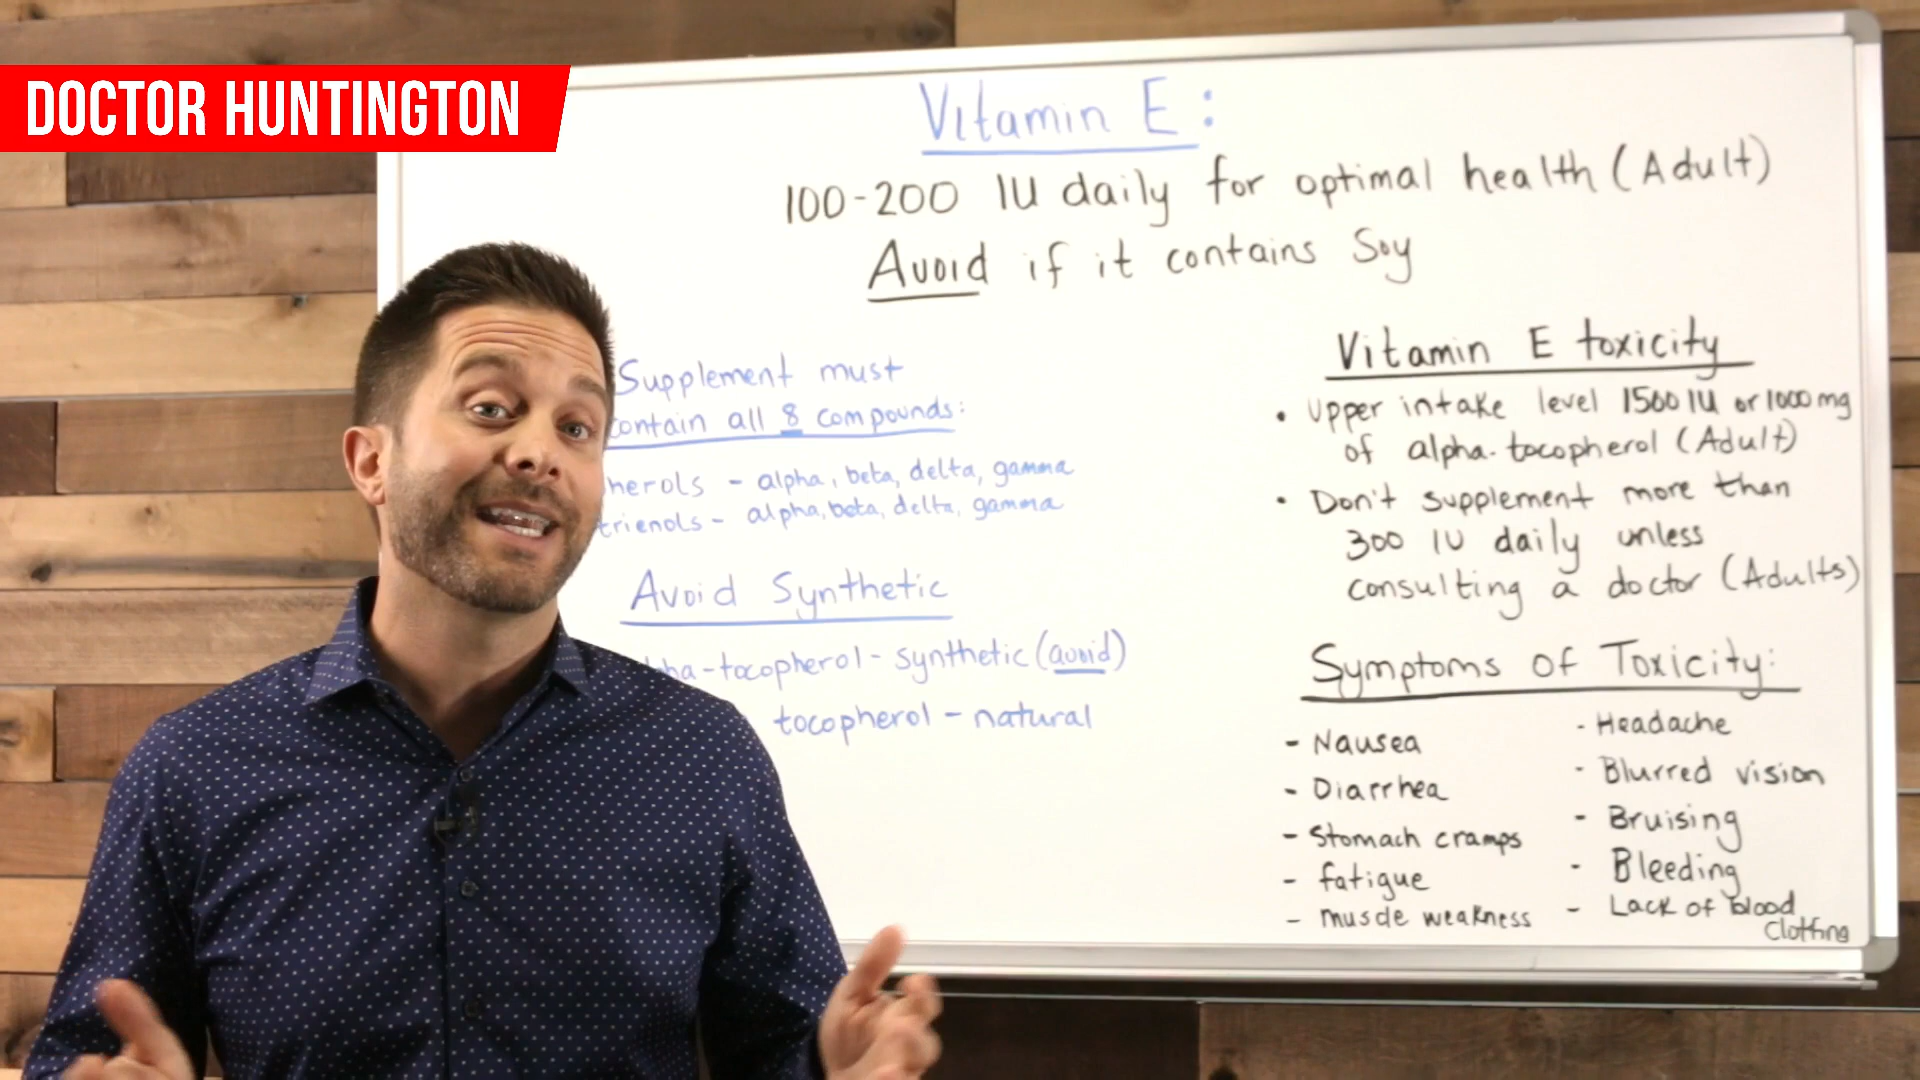 DOCTOR HUNTINGTON
Vitamin E:
100-200 IU daily for optimal health (Adult)
Avoid if it contains Soy
Supplement must
contain all 8 compounds:
herols - alpha, beta, delta, gamma
trienols - alpha, beta, delta, gamma
Avoid Synthetic
ha-tocopherol - synthetic (avoid)
tocopherol - natural
Vitamin E toxicity
• Upper intake level 1500 IU or 1000 mg
of alpha-tocopherol (Adult)
• Don't supplement more than
300 IU daily unless
consulting a doctor (Adults)
Symptoms of Toxicity:
- Nausea
- Diarrhea
- Stomach cramps
- fatigue
- muscle weakness
- Headache
- Blurred vision
- Bruising
- Bleeding
- Lack of blood
Clotting